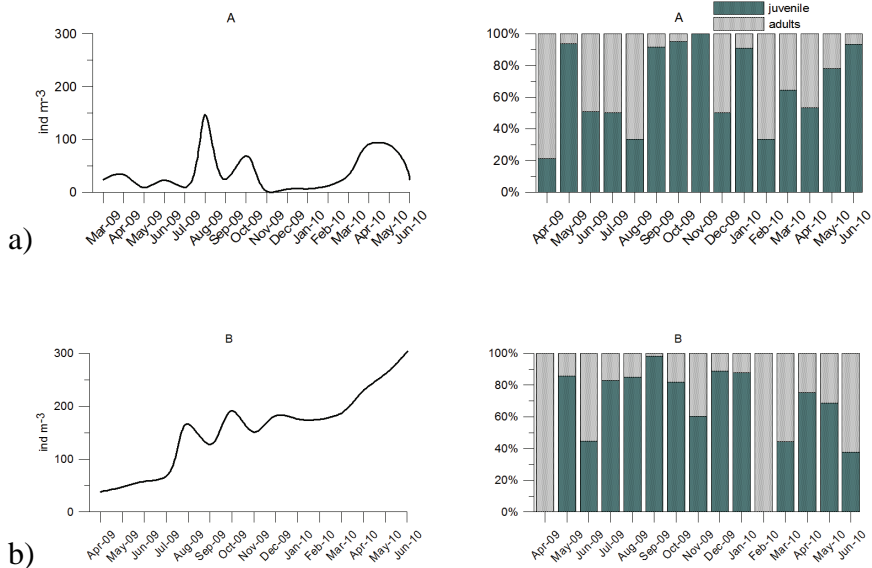 A
300
200
100
0
ind m-3
Mar-09
Apr-09
May-09
Jun-09
Jul-09
Aug-09
Sep-09
Oct-09
Nov-09
Dec-09
Jan-10
Feb-10
Mar-10
Apr-10
May-10
Jun-10
a)
juvenile
adults
A
100%
80%
60%
40%
20%
0%
Apr-09
May-09
Jun-09
Jul-09
Aug-09
Sep-09
Oct-09
Nov-09
Dec-09
Jan-10
Feb-10
Mar-10
Apr-10
May-10
Jun-10
B
300
200
100
0
ind m-3
Apr-09
May-09
Jun-09
Jul-09
Aug-09
Sep-09
Oct-09
Nov-09
Dec-09
Jan-10
Feb-10
Mar-10
Apr-10
May-10
Jun-10
b)
B
100%
80%
60%
40%
20%
0%
Apr-09
May-09
Jun-09
Jul-09
Aug-09
Sep-09
Oct-09
Nov-09
Dec-09
Jan-10
Feb-10
Mar-10
Apr-10
May-10
Jun-10